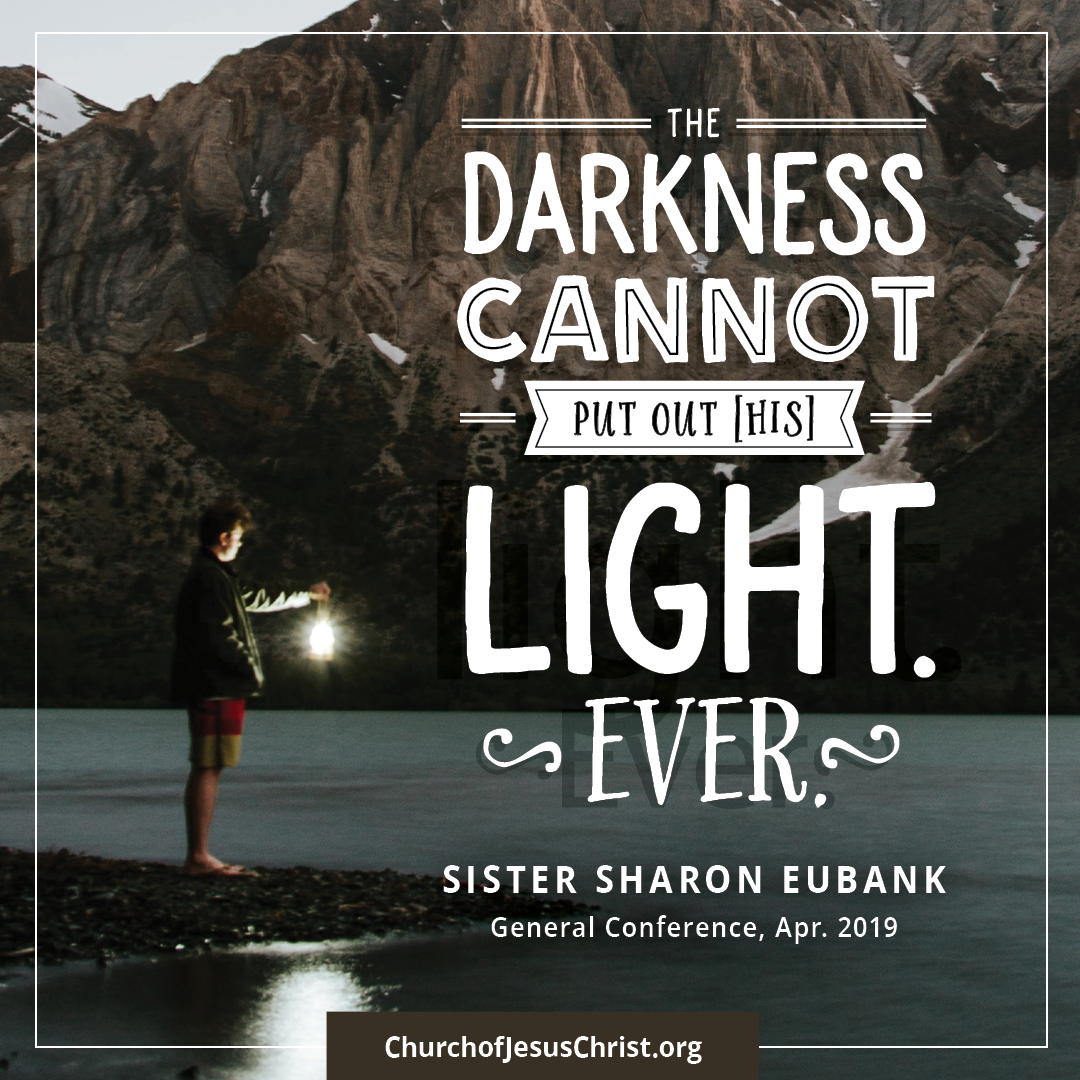 THE
DARKNESS
CANNOT
PUT OUT [HIS]
LIGHT.
EVER.
SISTER SHARON EUBANK
General Conference, Apr. 2019
ChurchofJesusChrist.org